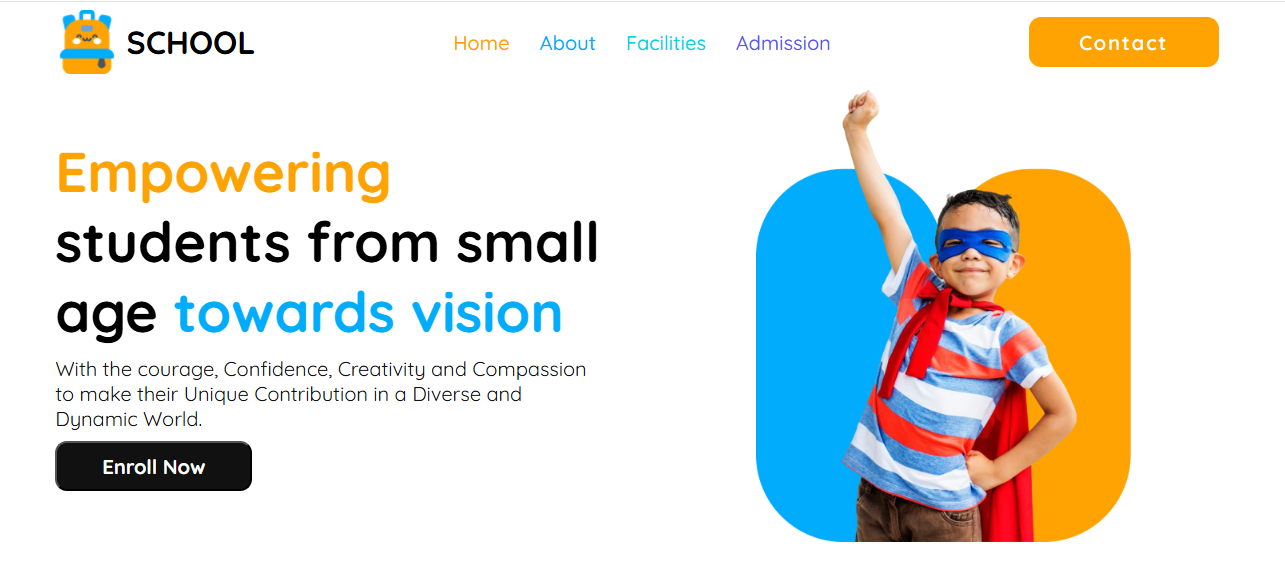 SCHOOL
Home About Facilities Admission
Contact
Empowering
students from small
age towards vision
With the courage, Confidence, Creativity and Compassion
to make their Unique Contribution in a Diverse and
Dynamic World.
Enroll Now